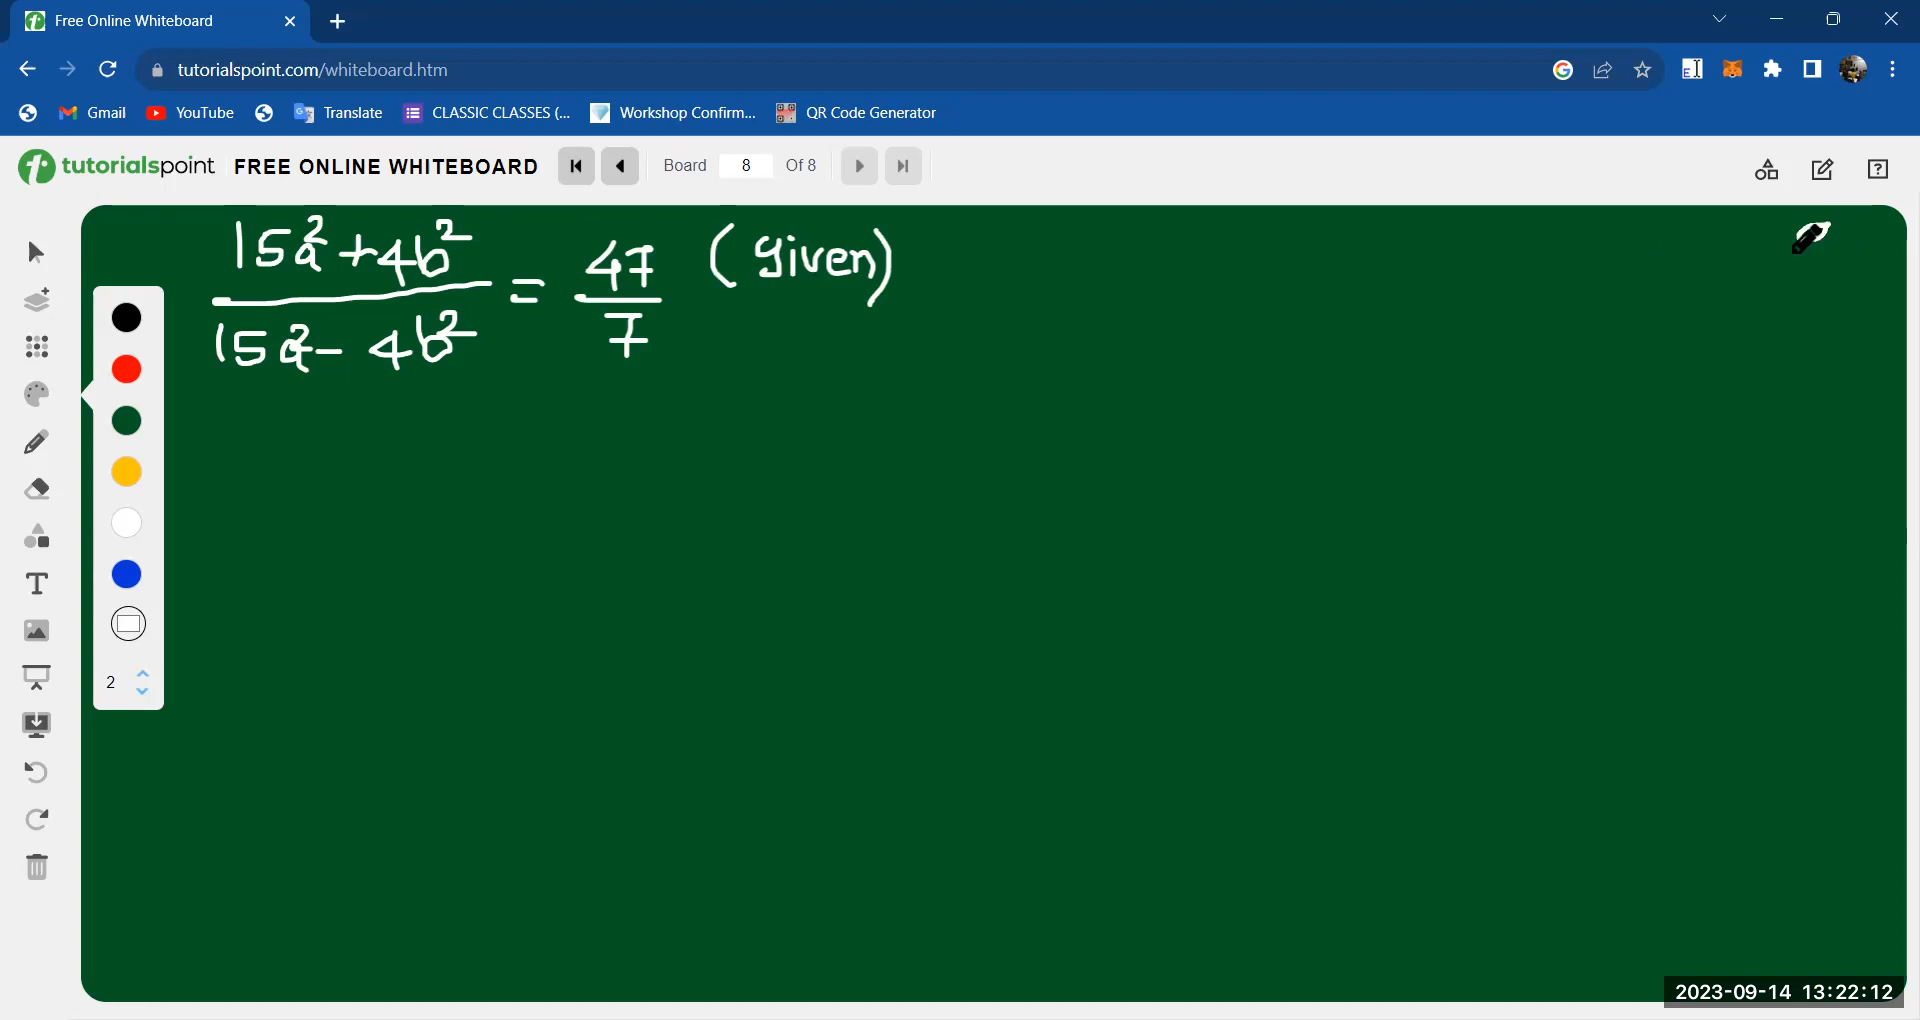 Free Online Whiteboard
tutorialspoint.com/whiteboard.htm
Gmail YouTube Translate CLASSIC CLASSES (... Workshop Confirm... QR Code Generator
tutorialspoint FREE ONLINE WHITEBOARD Board 8 Of 8
15a² + 4b² / 15a² - 4b² = 47/7 (given)
2
2023-09-14 13:22:12